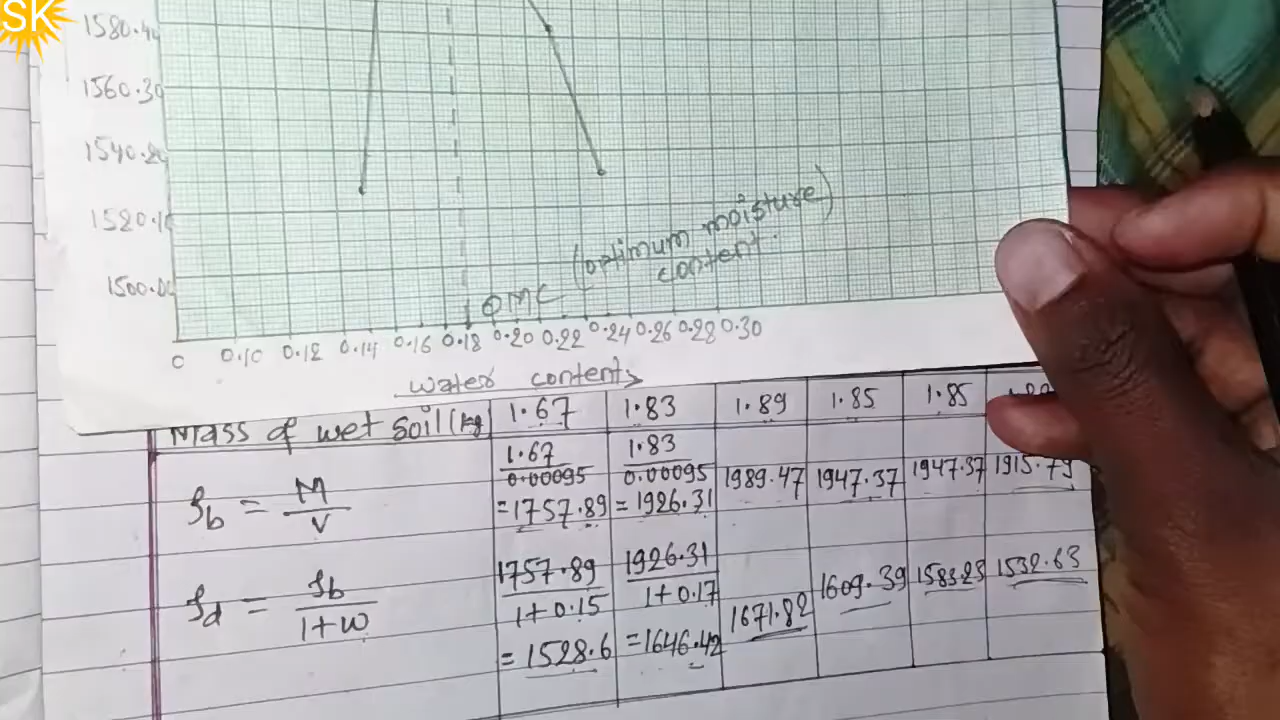 SK
1580.40
1560.30
1540.20
1520.10
1500.00
(optimum moisture)
content.
OMC
0 0.10 0.12 0.14 0.16 0.18 0.20 0.22 0.24 0.26 0.28 0.30
water contents
Mass of wet soil (kg) 1.67 1.83 1.89 1.85 1.85
ρb = M/V 1.67/0.00095 = 1757.89 1.83/0.00095 = 1926.31 1989.47 1947.37 1947.37 1915.79
ρd = ρb/1+w 1757.89/1+0.15 = 1528.6 1926.31/1+0.17 = 1646.42 1671.82 1609.39 1583.23 1532.63